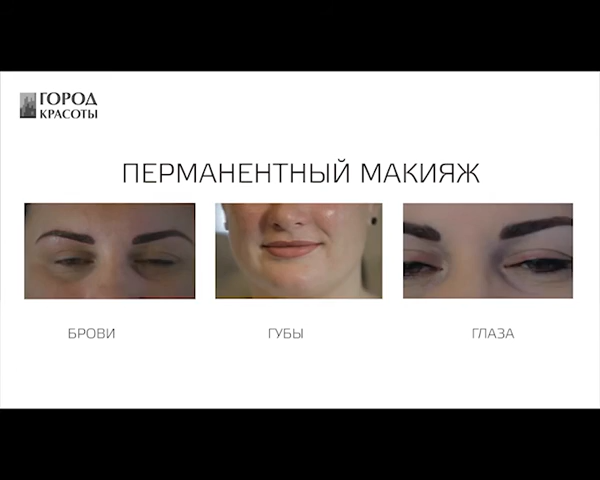 ГОРОД
КРАСОТЫ
ПЕРМАНЕНТНЫЙ МАКИЯЖ
БРОВИ
ГУБЫ
ГЛАЗА